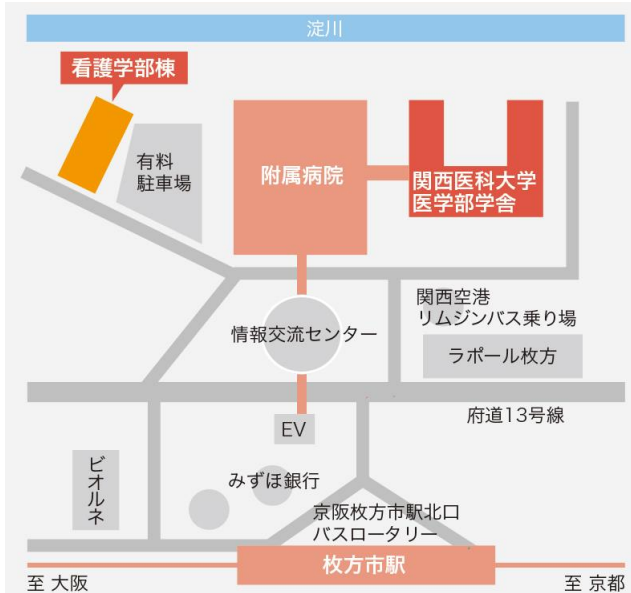 淀川
看護学部棟
有料
駐車場
附属病院
関西医科大学
医学部学舎
関西空港
リムジンバス乗り場
情報交流センター
ラポール枚方
府道13号線
EV
ビオルネ
みずほ銀行
京阪枚方市駅北口
バスロータリー
枚方市駅
至 大阪
至 京都